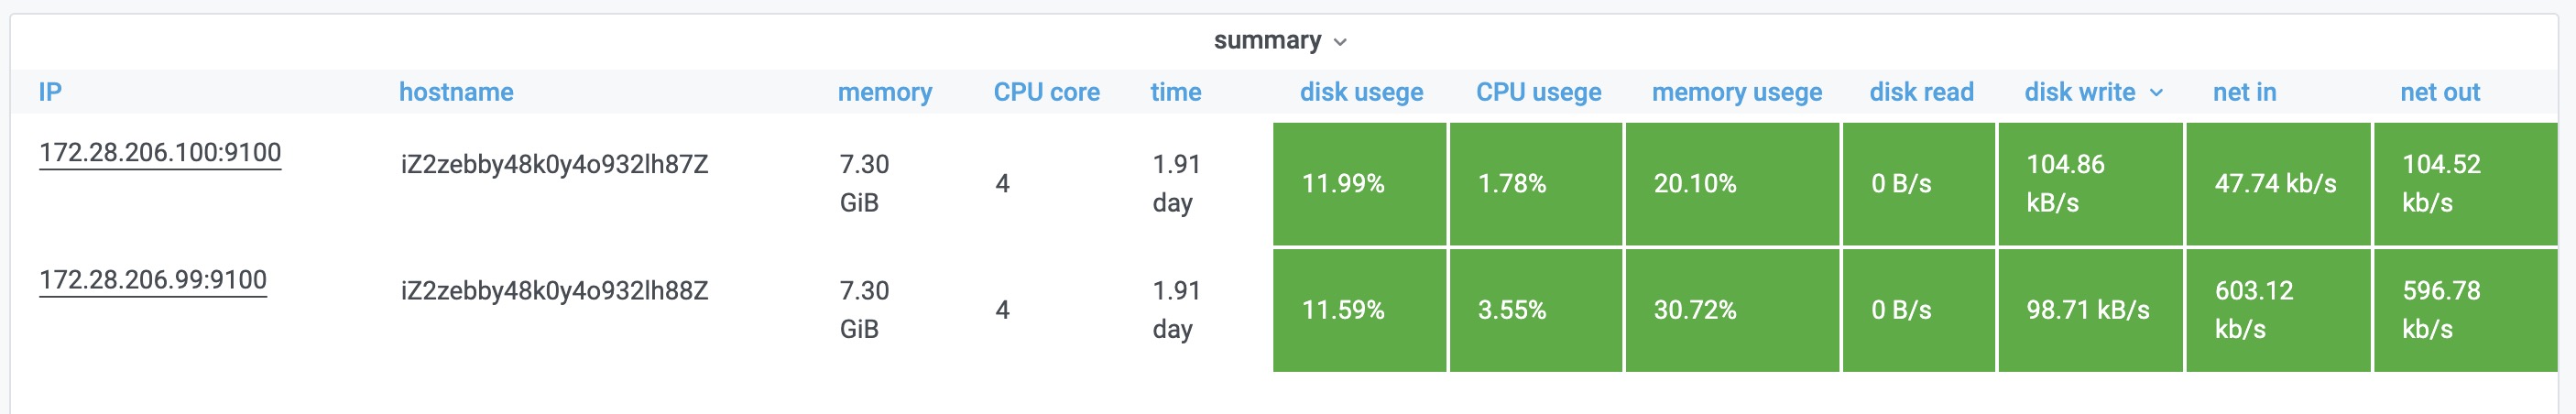 summary
IP hostname memory CPU core time disk usege CPU usege memory usege disk read disk write net in net out
172.28.206.100:9100 iZ2zebby48k0y4o932lh87Z 7.30 GiB 4 1.91 day 11.99% 1.78% 20.10% 0 B/s 104.86 kB/s 47.74 kb/s 104.52 kb/s
172.28.206.99:9100 iZ2zebby48k0y4o932lh88Z 7.30 GiB 4 1.91 day 11.59% 3.55% 30.72% 0 B/s 98.71 kB/s 603.12 kb/s 596.78 kb/s